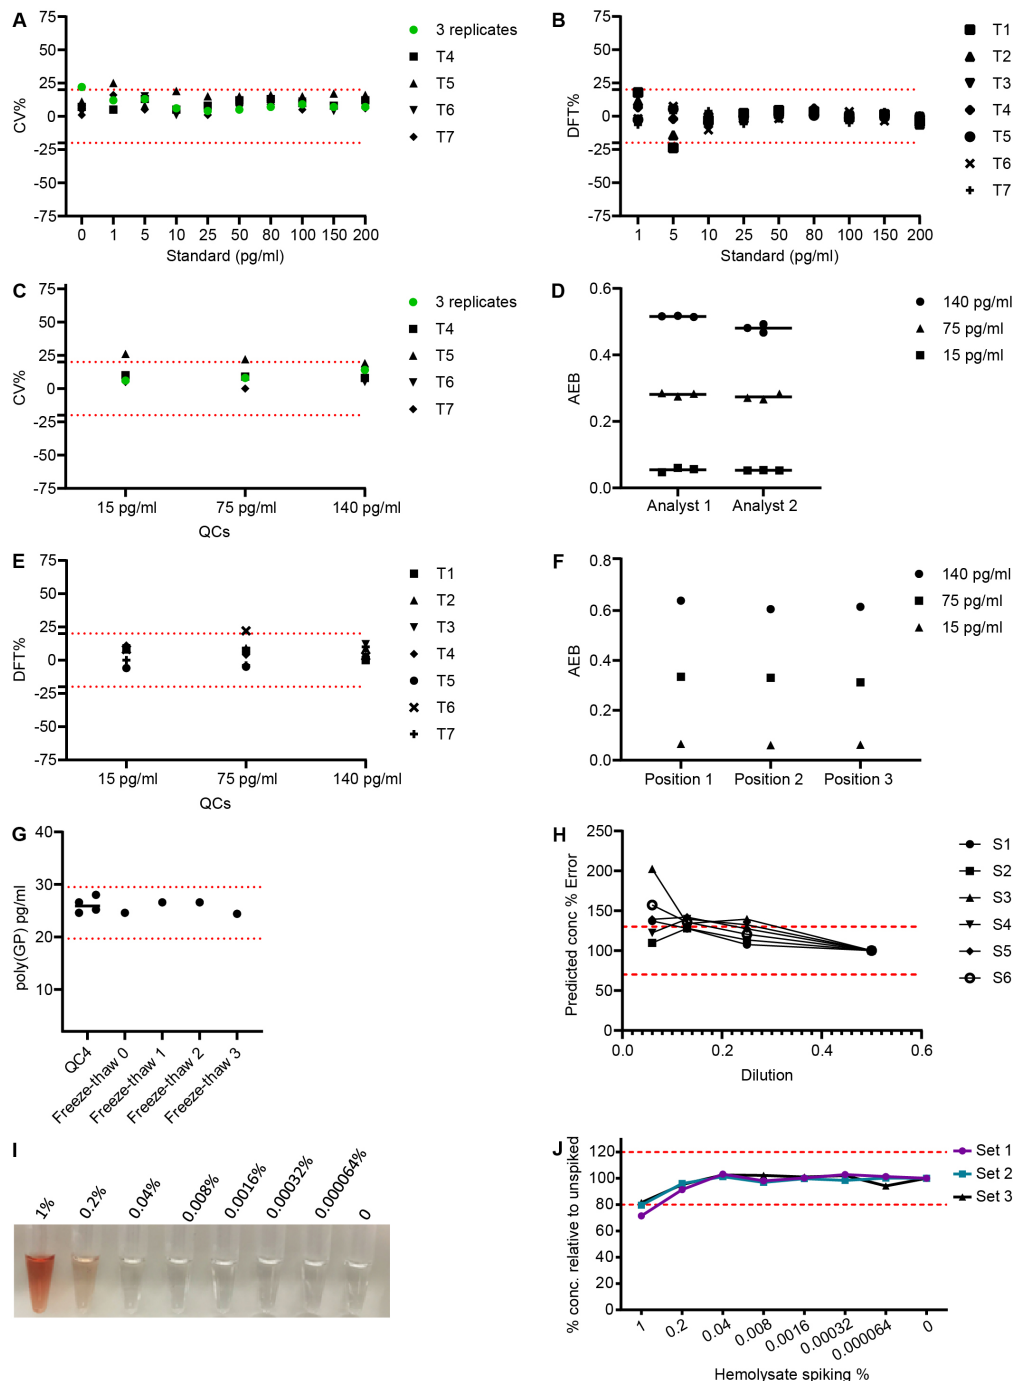 A
75
50
25
0
-25
-50
-75
CV%
0 1 5 10 25 50 80 100 150 200
Standard (pg/ml)
3 replicates
T4
T5
T6
T7
B
75
50
25
0
-25
-50
-75
DFT%
1 5 10 25 50 80 100 150 200
Standard (pg/ml)
T1
T2
T3
T4
T5
T6
T7
C
75
50
25
0
-25
-50
-75
CV%
15 pg/ml 75 pg/ml 140 pg/ml
QCs
3 replicates
T4
T5
T6
T7
D
0.6
0.4
0.2
0.0
AEB
Analyst 1 Analyst 2
140 pg/ml
75 pg/ml
15 pg/ml
E
75
50
25
0
-25
-50
-75
DFT%
15 pg/ml 75 pg/ml 140 pg/ml
QCs
T1
T2
T3
T4
T5
T6
T7
F
0.8
0.6
0.4
0.2
0.0
AEB
Position 1 Position 2 Position 3
140 pg/ml
75 pg/ml
15 pg/ml
G
40
30
20
10
poly(GP) pg/ml
QC4
Freeze-thaw 0
Freeze-thaw 1
Freeze-thaw 2
Freeze-thaw 3
H
250
200
150
100
50
0
Predicted conc % Error
0.0 0.2 0.4 0.6
Dilution
S1
S2
S3
S4
S5
S6
I
1%
0.2%
0.04%
0.008%
0.0016%
0.00032%
0.0000064%
0
J
120
100
80
60
40
20
0
% conc. relative to unspiked
1
0.2
0.04
0.008
0.0016
0.00032
0.000064
0
Hemolysate spiking %
Set 1
Set 2
Set 3